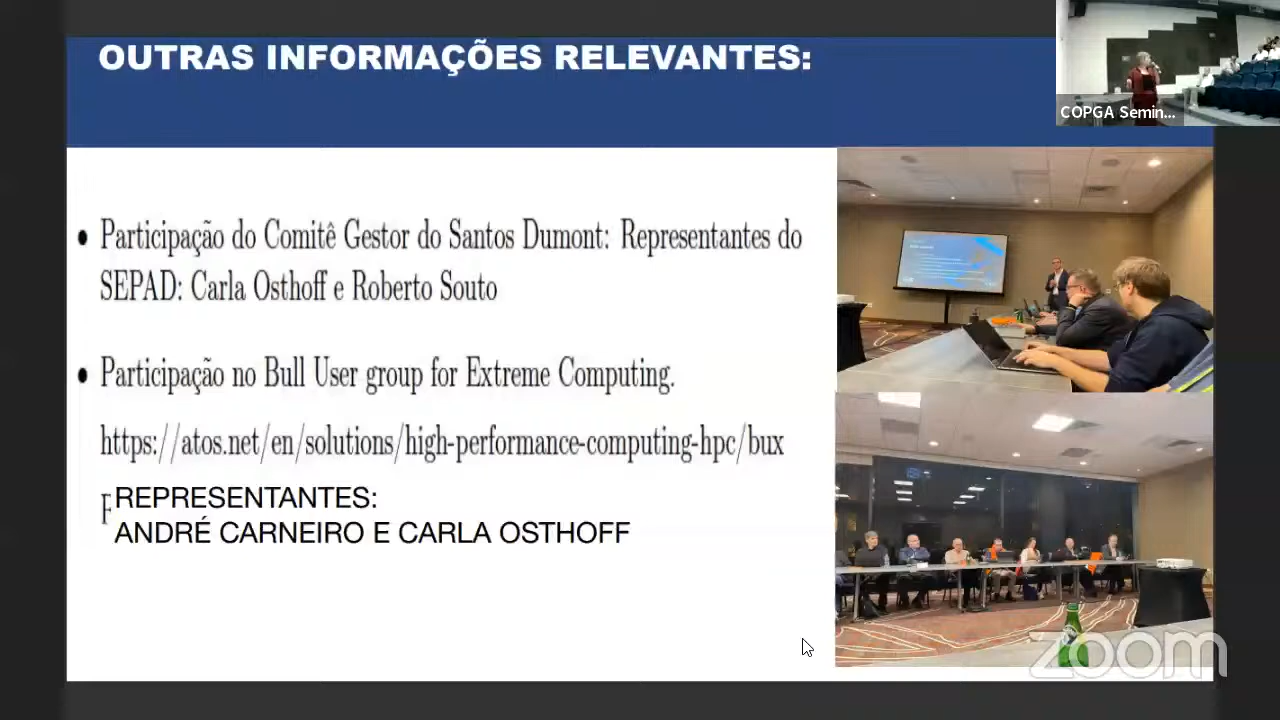 OUTRAS INFORMAÇÕES RELEVANTES:
COPGA Semin...
• Participação do Comitê Gestor do Santos Dumont: Representantes do
SEPAD: Carla Osthoff e Roberto Souto
• Participação no Bull User group for Extreme Computing.
https://atos.net/en/solutions/high-performance-computing-hpc/bux
REPRESENTANTES:
ANDRÉ CARNEIRO E CARLA OSTHOFF
zoom